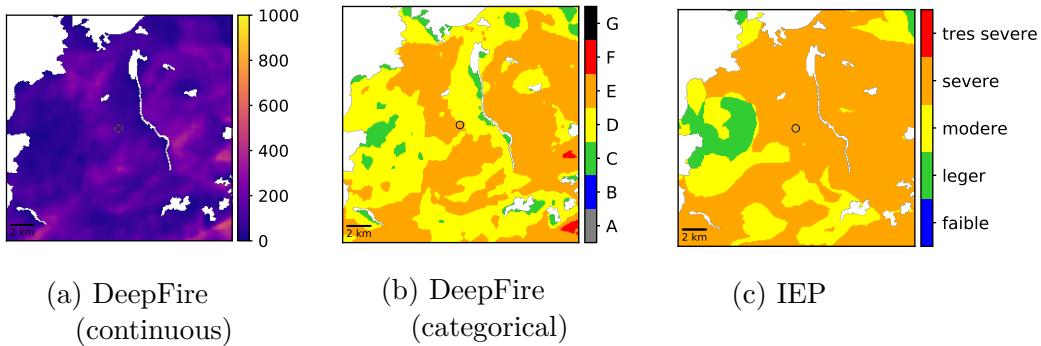 1000
800
600
400
200
0
2 km
G
F
E
D
C
B
A
2 km
tres severe
severe
modere
leger
faible
2 km
(a) DeepFire
(continuous)
(b) DeepFire
(categorical)
(c) IEP